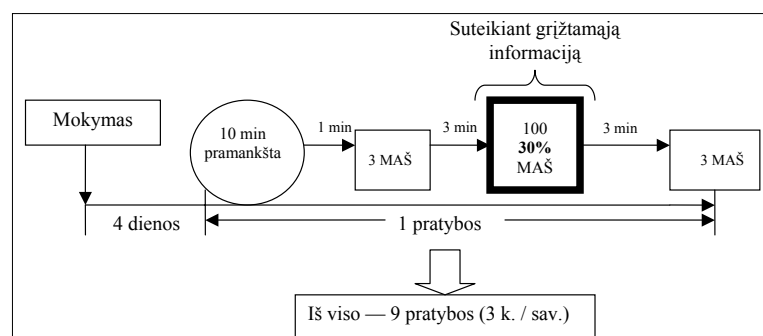 Suteikiant grįžtamąją
informaciją
Mokymas
10 min
pramankšta
1 min
3 MAŠ
3 min
100
30%
MAŠ
3 min
3 MAŠ
4 dienos
1 pratybos
Iš viso — 9 pratybos (3 k. / sav.)